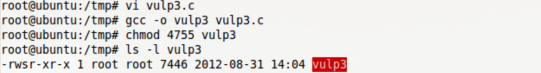 root@ubuntu:/tmp# vi vulp3.c
root@ubuntu:/tmp# gcc -o vulp3 vulp3.c
root@ubuntu:/tmp# chmod 4755 vulp3
root@ubuntu:/tmp# ls -l vulp3
-rwsr-xr-x 1 root root 7446 2012-08-31 14:04 vulp3